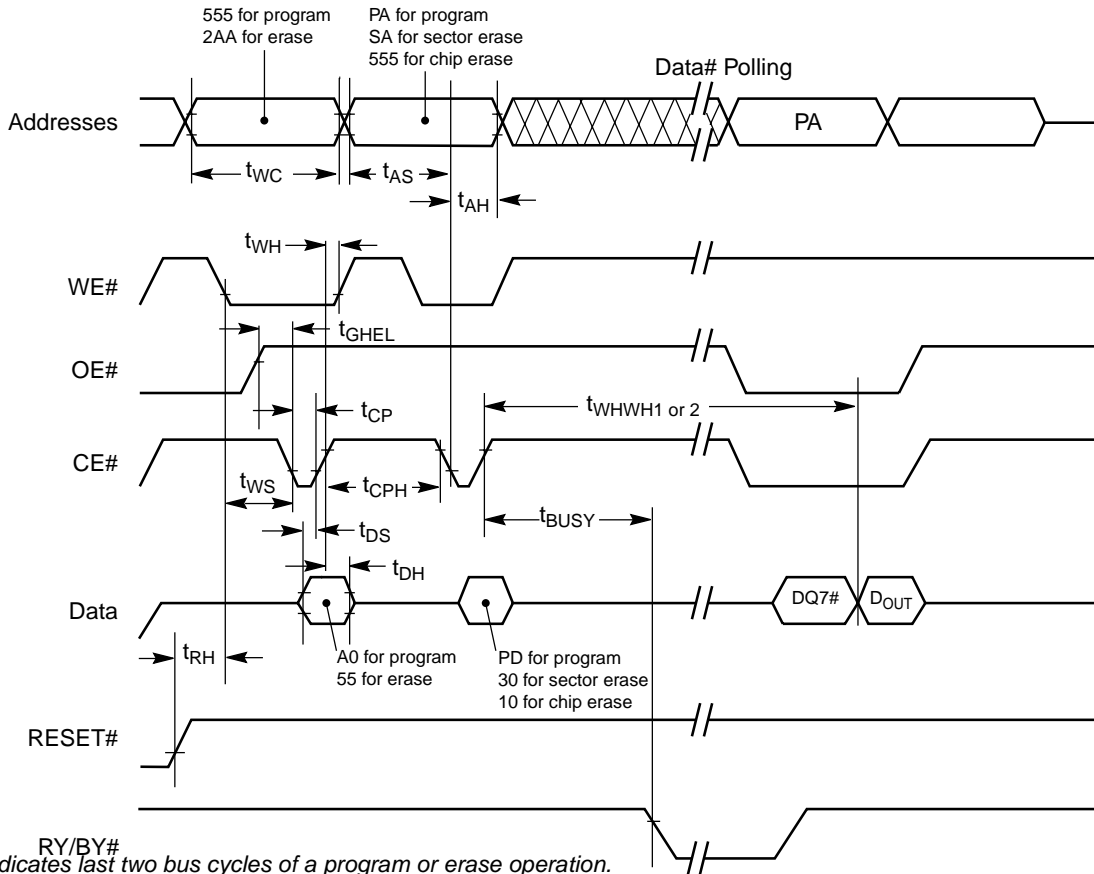 555 for program
2AA for erase
PA for program
SA for sector erase
555 for chip erase
Data# Polling
Addresses
PA
tWC
tAS
tAH
tWH
WE#
tGHEL
OE#
tWHWH1 or 2
tCP
CE#
tWS
tCPH
tBUSY
tDS
tDH
Data
DQ7#
DOUT
tRH
A0 for program
55 for erase
PD for program
30 for sector erase
10 for chip erase
RESET#
RY/BY#
dicates last two bus cycles of a program or erase operation.